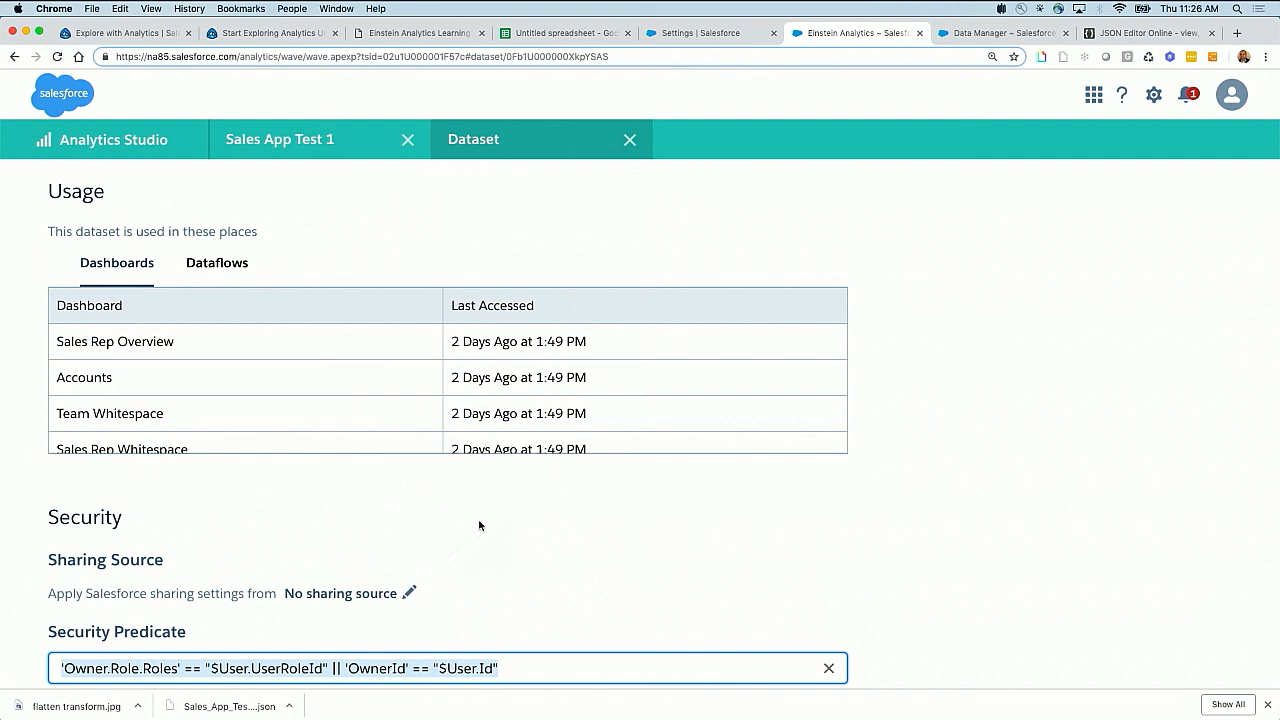 Chrome File Edit View History Bookmarks People Window Help Thu 11:26 AM
Explore with Analytics | Sal Start Exploring Analytics U Einstein Analytics Learning Untitled spreadsheet - Goo Settings | Salesforce Einstein Analytics ~ Salesf Data Manager ~ Salesforce JSON Editor Online - view,
https://na85.salesforce.com/analytics/wave/wave.apexp?tsid=02u1U000001F57c#dataset/0Fb1U000000XkpYSAS
salesforce 1
Analytics Studio Sales App Test 1 Dataset
Usage
This dataset is used in these places
Dashboards Dataflows
Dashboard Last Accessed
Sales Rep Overview 2 Days Ago at 1:49 PM
Accounts 2 Days Ago at 1:49 PM
Team Whitespace 2 Days Ago at 1:49 PM
Sales Rep Whitespace 2 Days Ago at 1:49 PM
Security
Sharing Source
Apply Salesforce sharing settings from No sharing source
Security Predicate
'Owner.Role.Roles' == "$User.UserRoleId" || 'OwnerId' == "$User.Id"
flatten transform.jpg Sales_App_Tes....json Show All